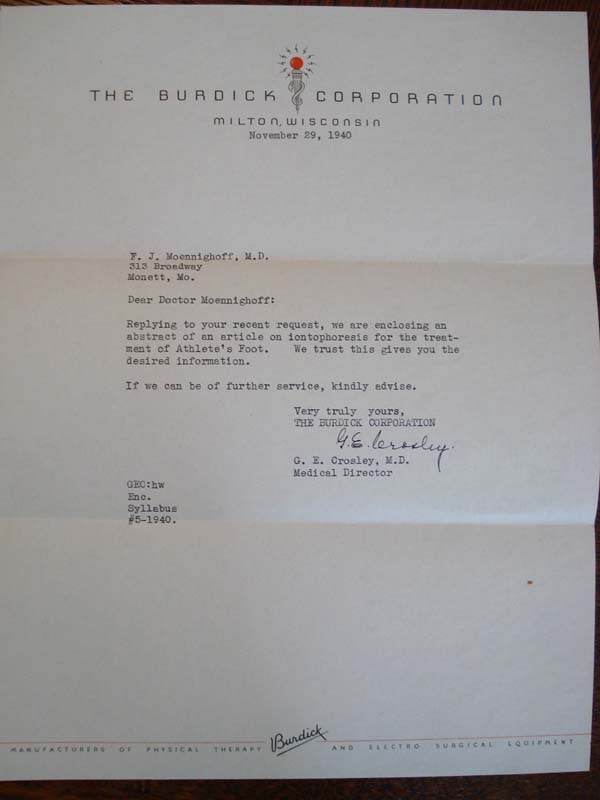 THE BURDICK CORPORATION
MILTON, WISCONSIN
November 29, 1940
F. J. Moennighoff, M.D.
313 Broadway
Monett, Mo.
Dear Doctor Moennighoff:
Replying to your recent request, we are enclosing an
abstract of an article on iontophoresis for the treat-
ment of Athlete's Foot. We trust this gives you the
desired information.
If we can be of further service, kindly advise.
Very truly yours,
THE BURDICK CORPORATION
G. E. Crosley.
G. E. Crosley, M.D.
Medical Director
GEC:hw
Enc.
Syllabus
#5-1940.
MANUFACTURERS OF PHYSICAL THERAPY Burdick AND ELECTRO SURGICAL EQUIPMENT